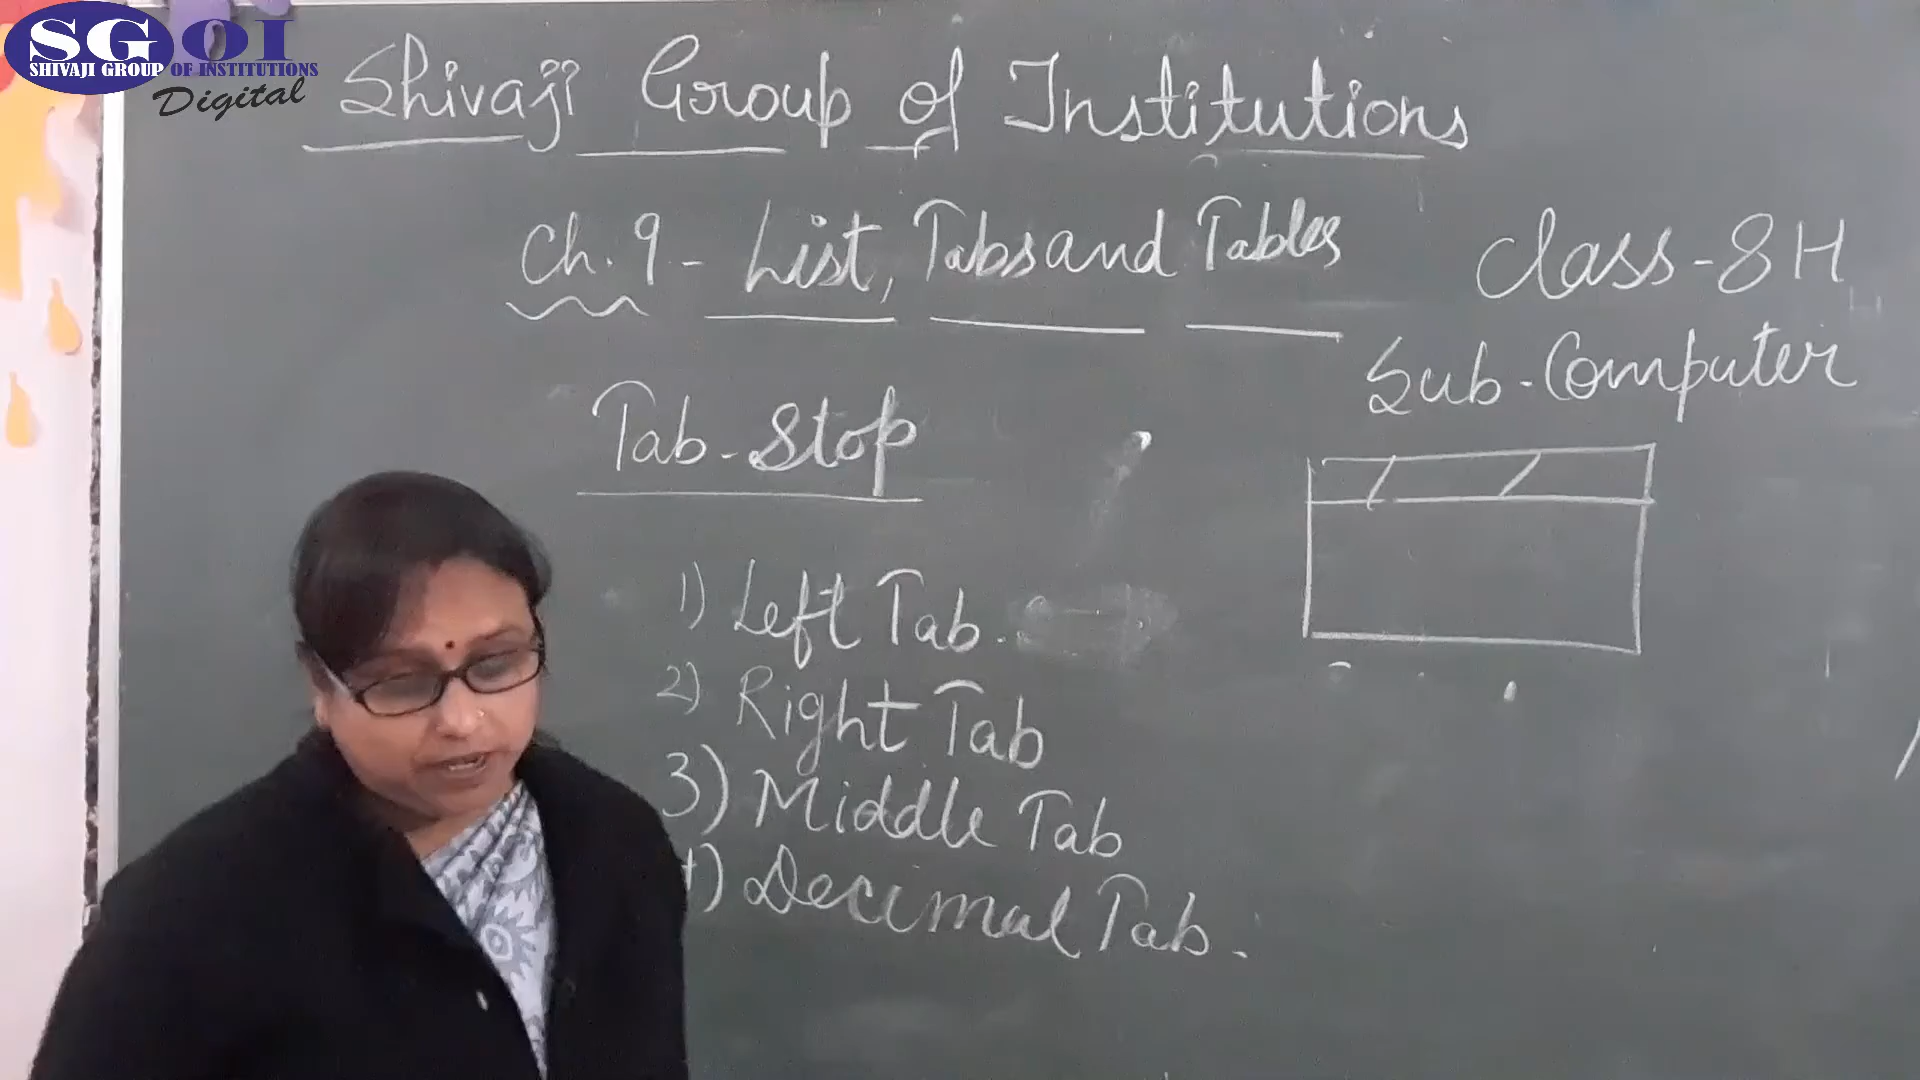 SGOI
SHIVAJI GROUP OF INSTITUTIONS
Digital
Shivaji Group of Institutions
Ch. 9 - List, Tabs and Tables
Class - 8 H
Sub - Computer
Tab - Stop
1) Left Tab.
2) Right Tab
3) Middle Tab
4) Decimal Tab.